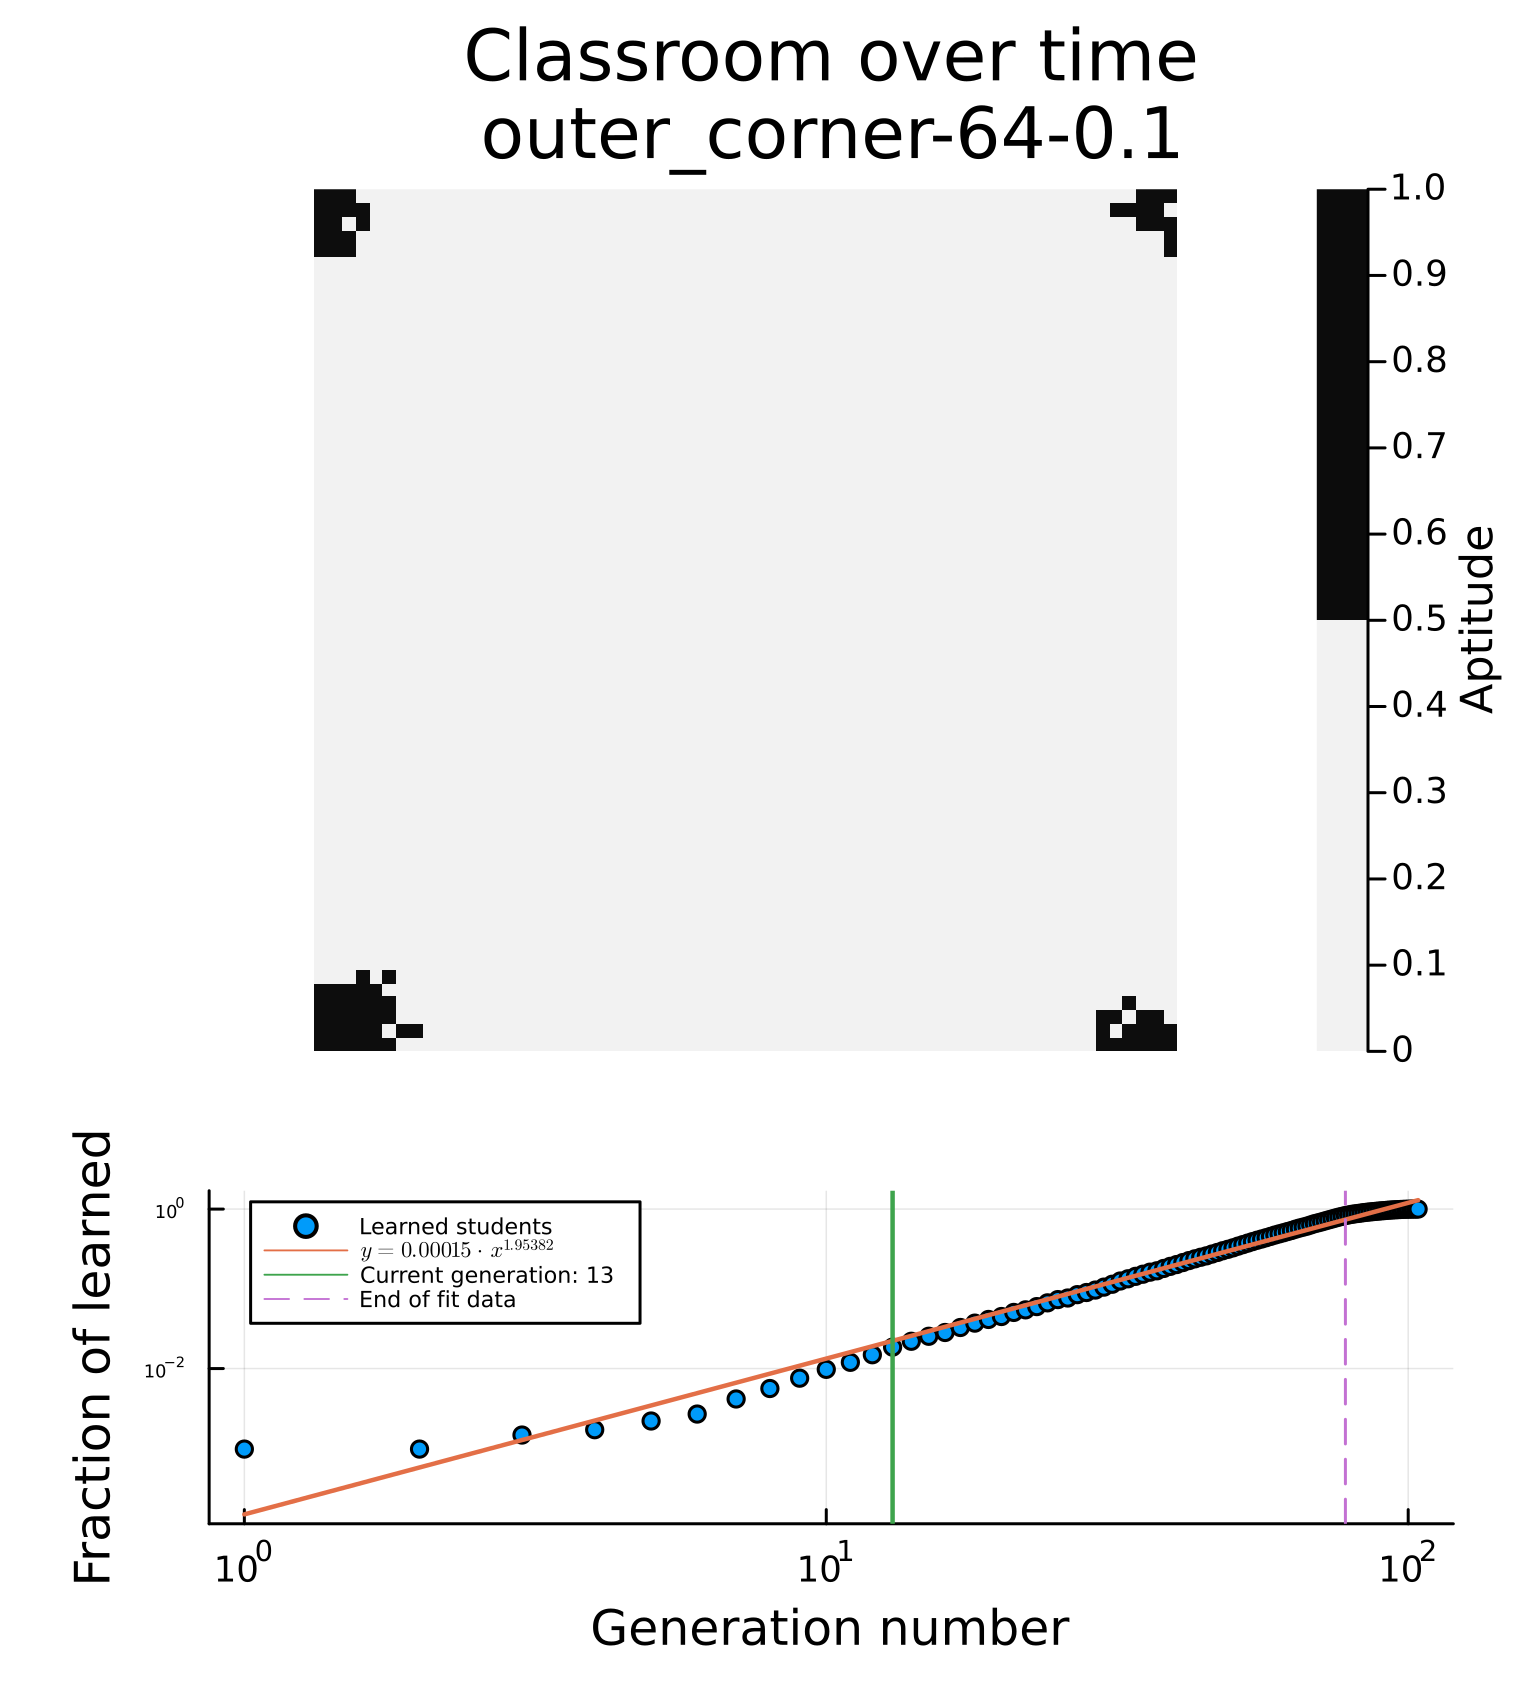 Classroom over time
outer_corner-64-0.1
1.0
0.9
0.8
0.7
0.6
0.5
0.4
0.3
0.2
0.1
0
Aptitude
Fraction of learned
10^0
10^-2
Learned students
y = 0.00015 · x^1.95382
Current generation: 13
End of fit data
10^0
10^1
10^2
Generation number